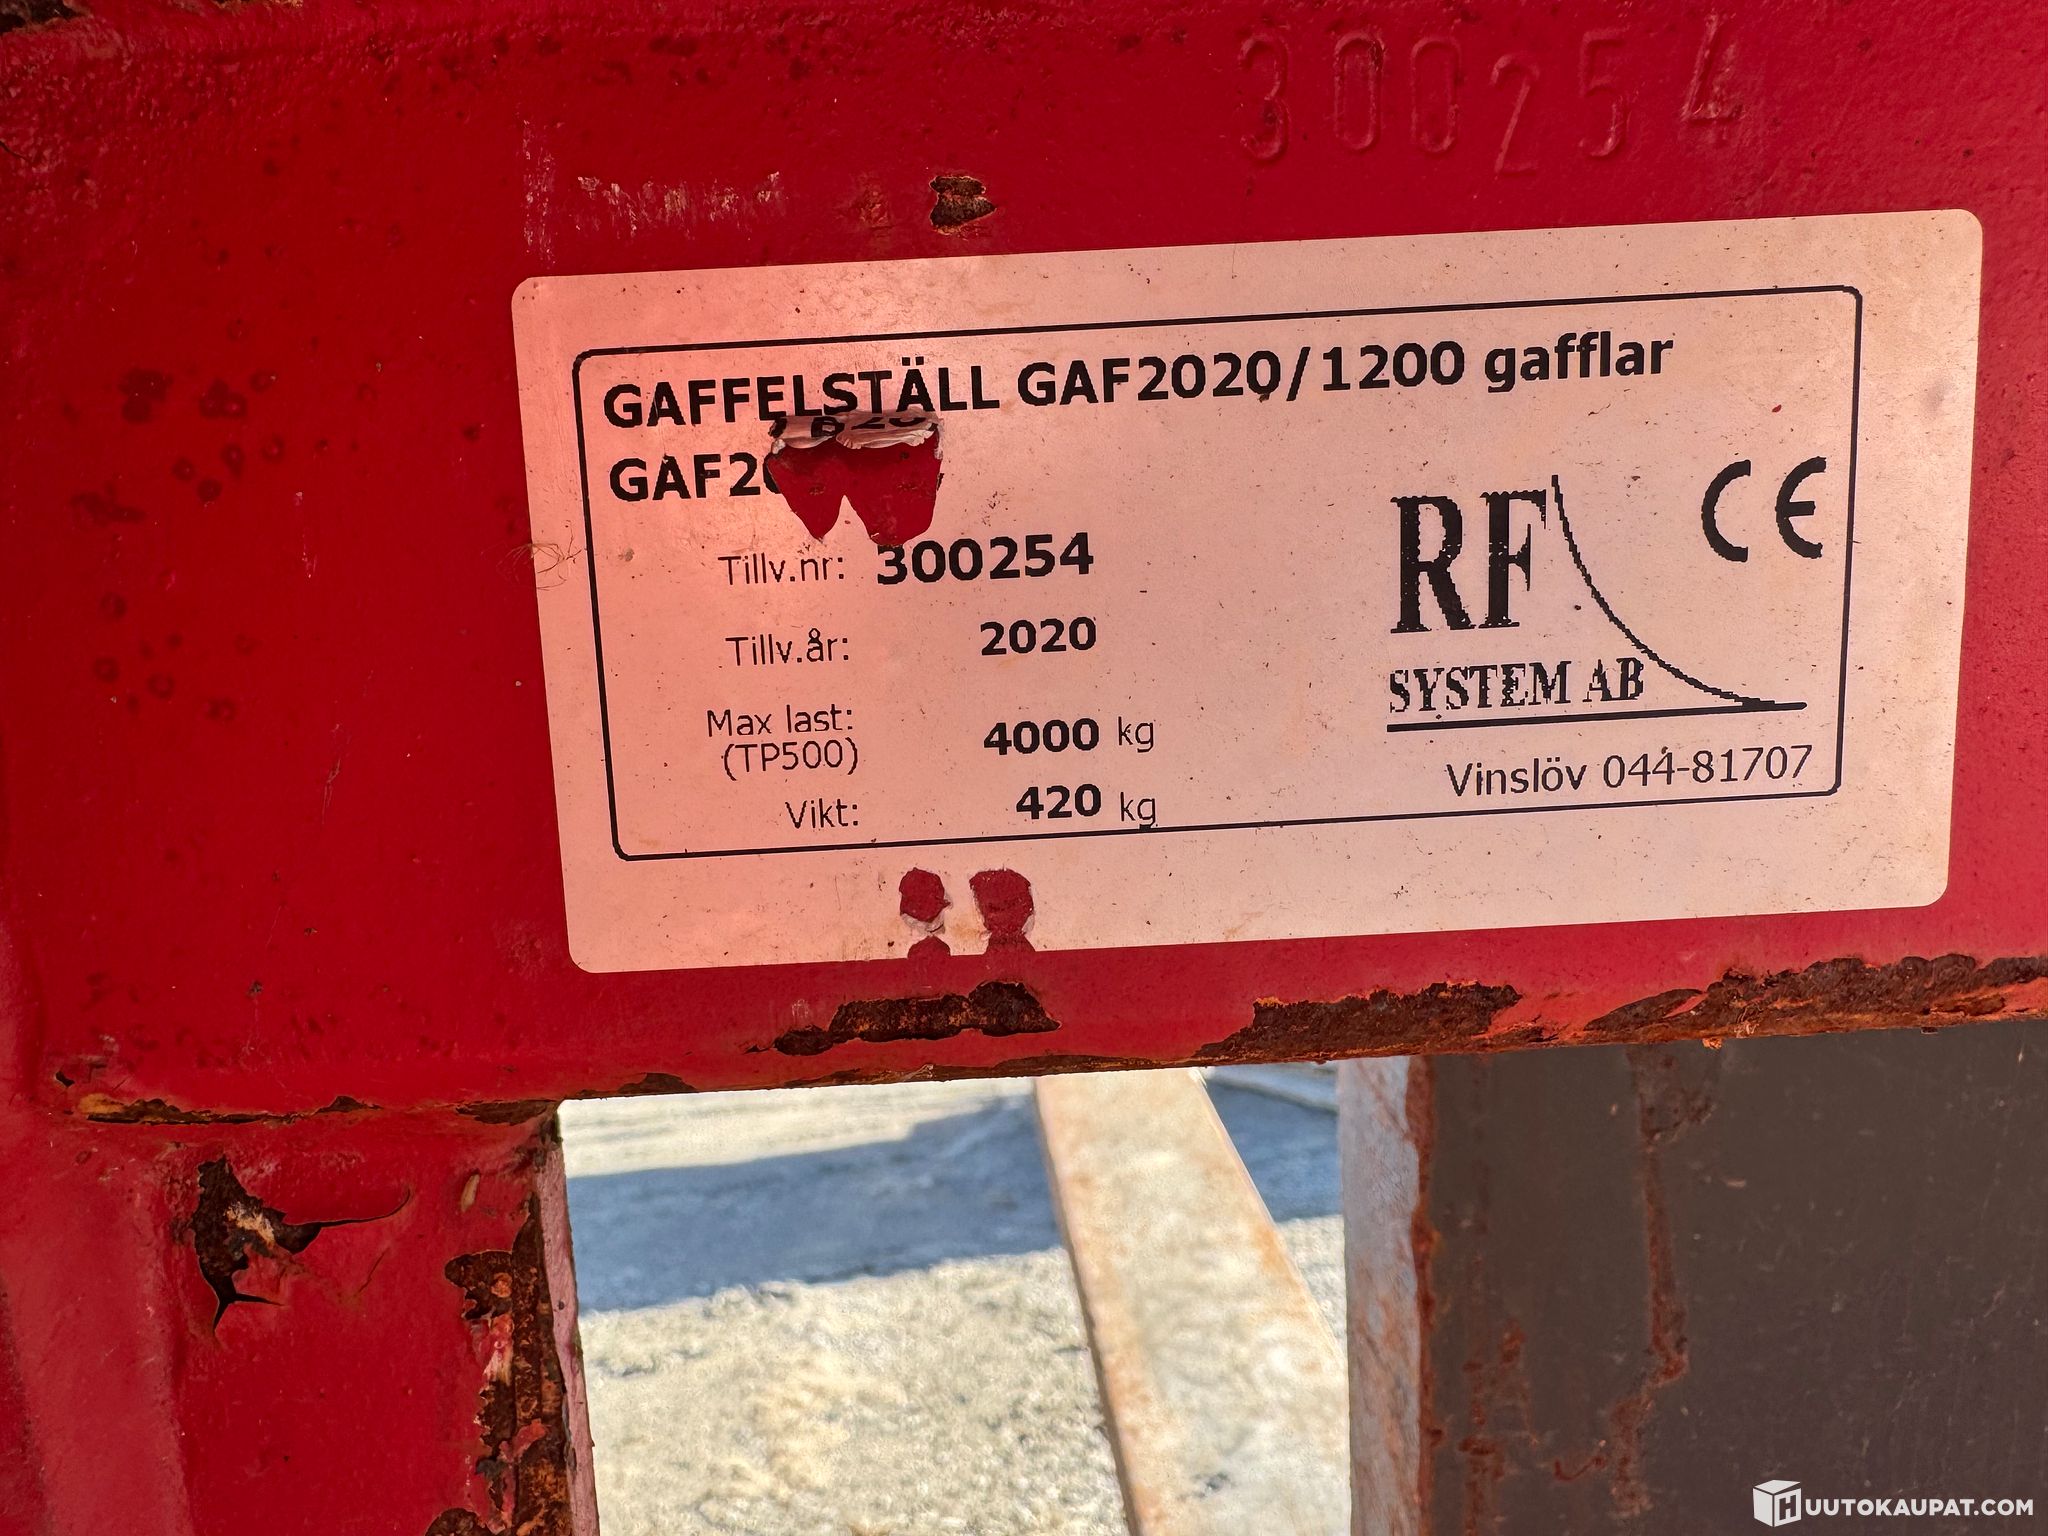 300254
GAFFELSTÄLL GAF2020/1200 gafflar
Tillv.nr: 300254
Tillv.år: 2020
Max last: 4000 kg
(TP500)
Vikt: 420 kg
RF
SYSTEM AB
CE
Vinslöv 044-81707
HUUTOKAUPAT.COM